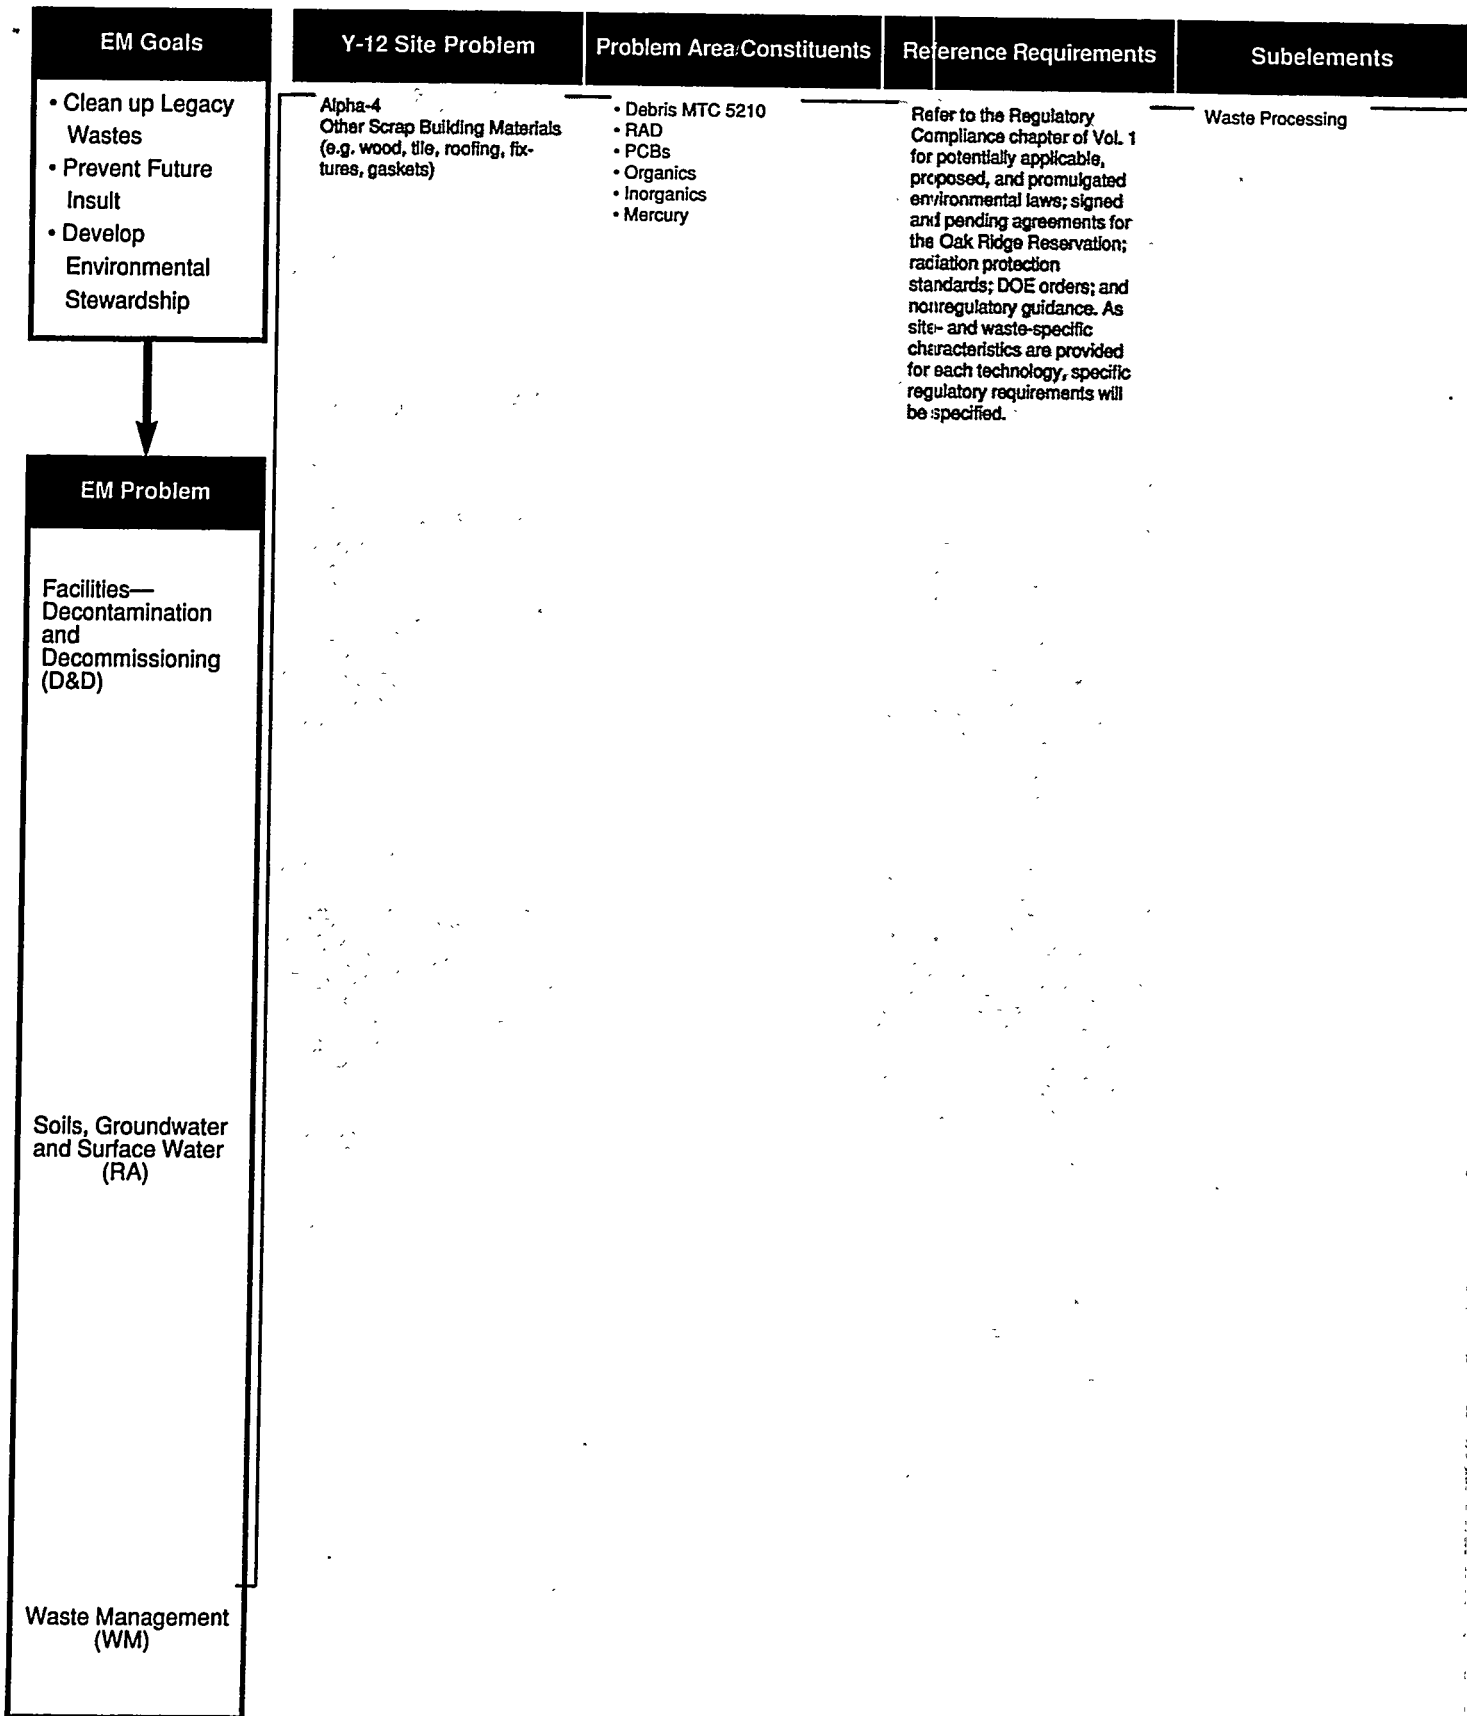 EM Goals
• Clean up Legacy
Wastes
• Prevent Future
Insult
• Develop
Environmental
Stewardship
EM Problem
Facilities—
Decontamination
and
Decommissioning
(D&D)
Soils, Groundwater
and Surface Water
(RA)
Waste Management
(WM)
Y-12 Site Problem
Alpha-4
Other Scrap Building Materials
(e.g. wood, tile, roofing, fix-
tures, gaskets)
Problem Area/Constituents
• Debris MTC 5210
• RAD
• PCBs
• Organics
• Inorganics
• Mercury
Reference Requirements
Refer to the Regulatory
Compliance chapter of Vol. 1
for potentially applicable,
proposed, and promulgated
environmental laws; signed
and pending agreements for
the Oak Ridge Reservation;
radiation protection
standards; DOE orders; and
nonregulatory guidance. As
site- and waste-specific
characteristics are provided
for each technology, specific
regulatory requirements will
be specified.
Subelements
Waste Processing